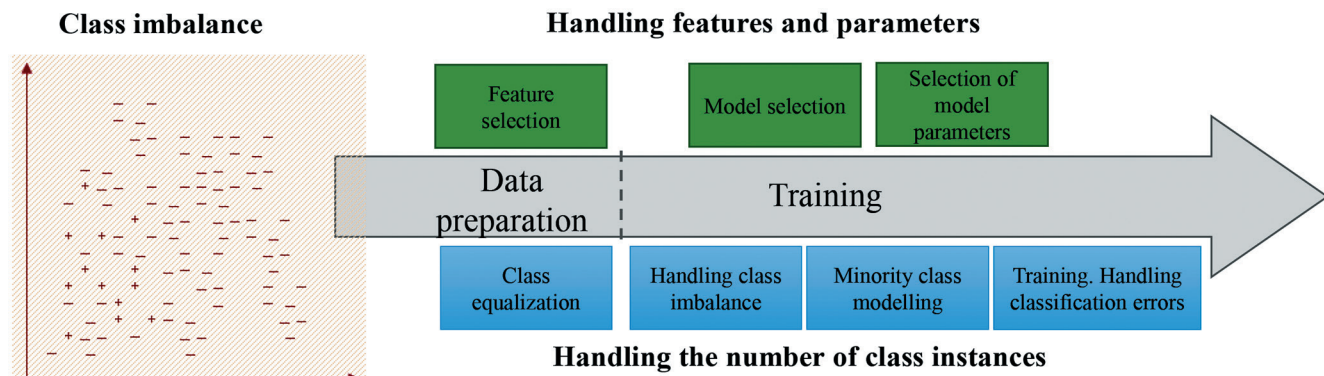 Class imbalance
Handling features and parameters
Feature
selection
Model selection
Selection of
model
parameters
Data
preparation
Training
Class
equalization
Handling class
imbalance
Minority class
modelling
Training. Handling
classification errors
Handling the number of class instances